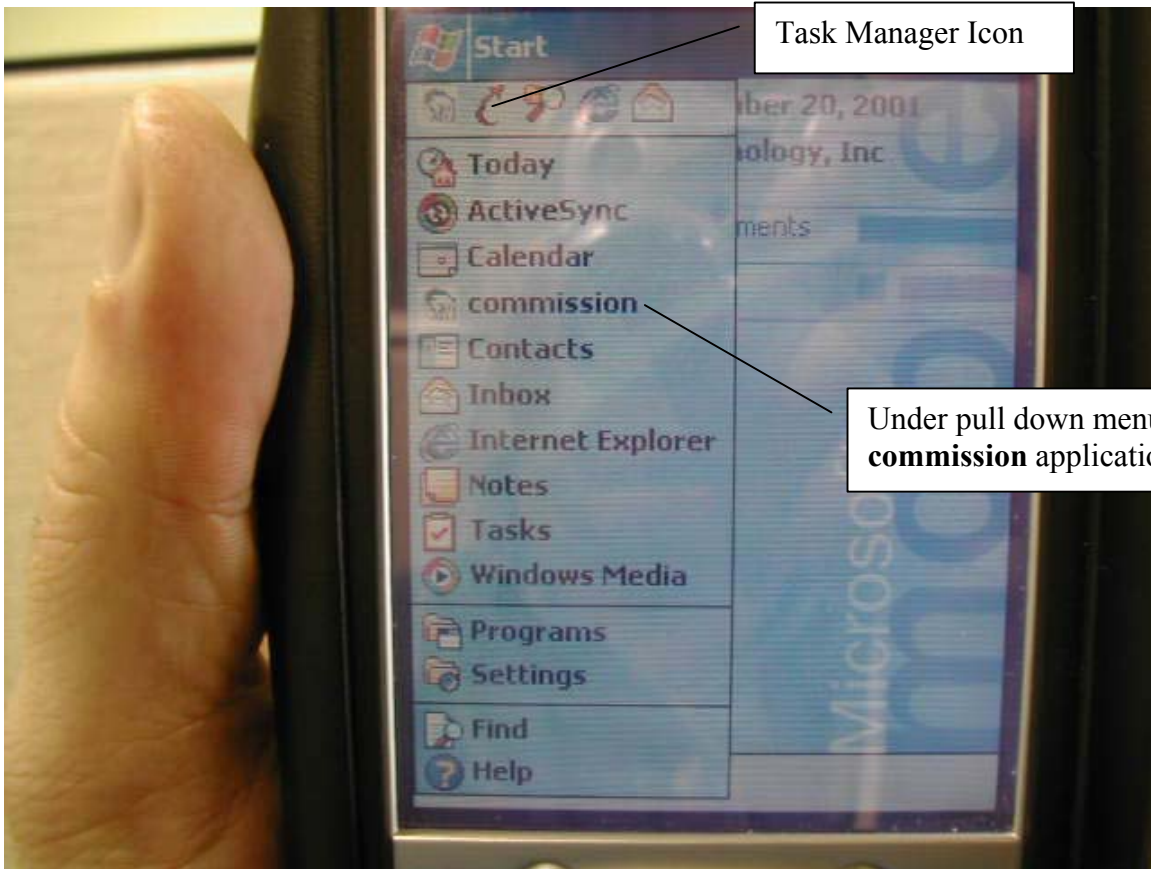 Task Manager Icon
Start
ber 20, 2001
ology, Inc
Today
ActiveSync
ments
Calendar
commission
Contacts
Inbox
Under pull down menu
commission applicatio
Internet Explorer
Notes
Tasks
Windows Media
Programs
Settings
Find
Help
Microso